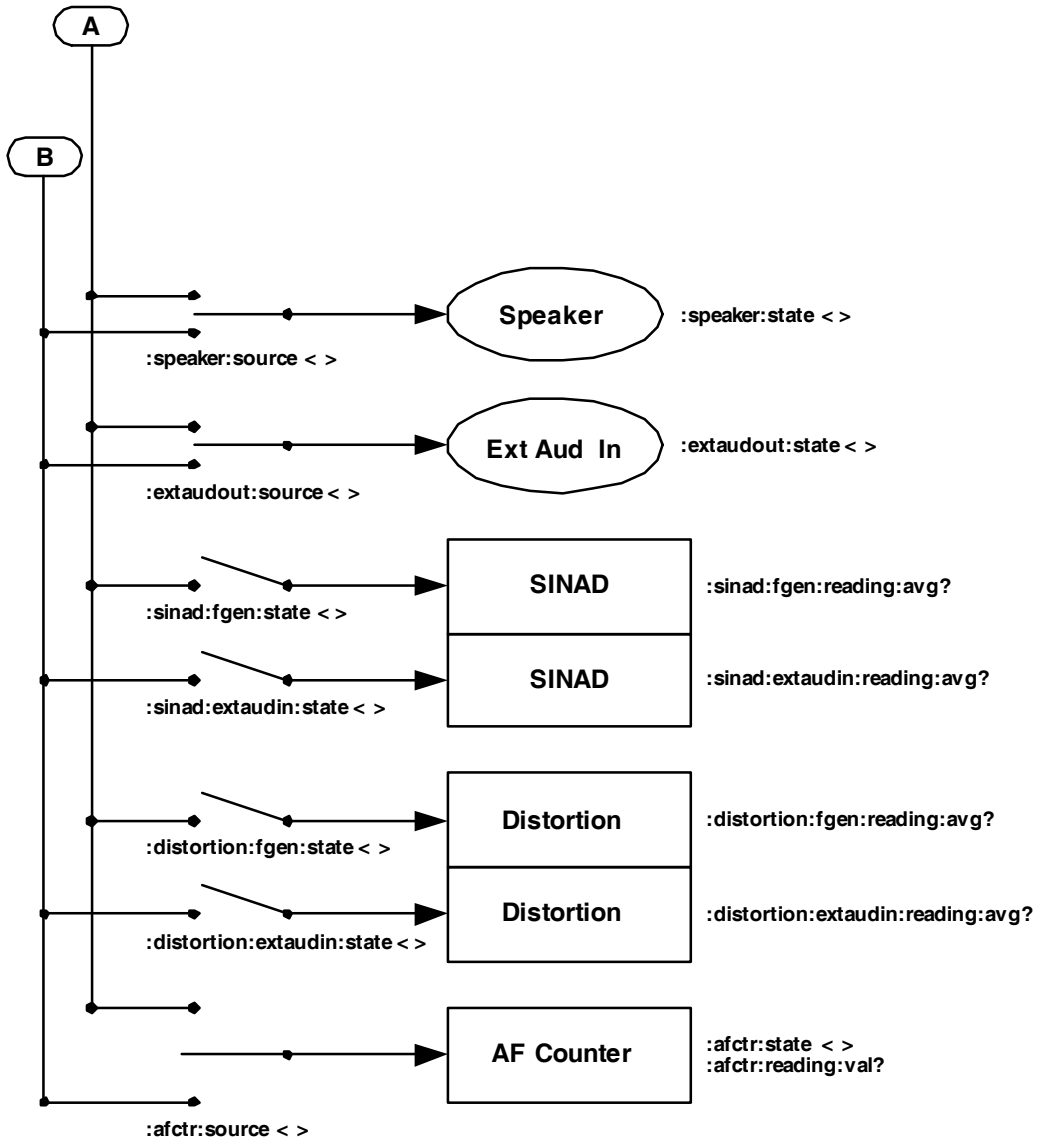 A
B
Speaker
:speaker:state < >
:speaker:source < >
Ext Aud In
:extaudout:state < >
:extaudout:source < >
SINAD
:sinad:fgen:reading:avg?
:sinad:fgen:state < >
SINAD
:sinad:extaudin:reading:avg?
:sinad:extaudin:state < >
Distortion
:distortion:fgen:reading:avg?
:distortion:fgen:state < >
Distortion
:distortion:extaudin:reading:avg?
:distortion:extaudin:state < >
AF Counter
:afctr:state < >
:afctr:reading:val?
:afctr:source < >